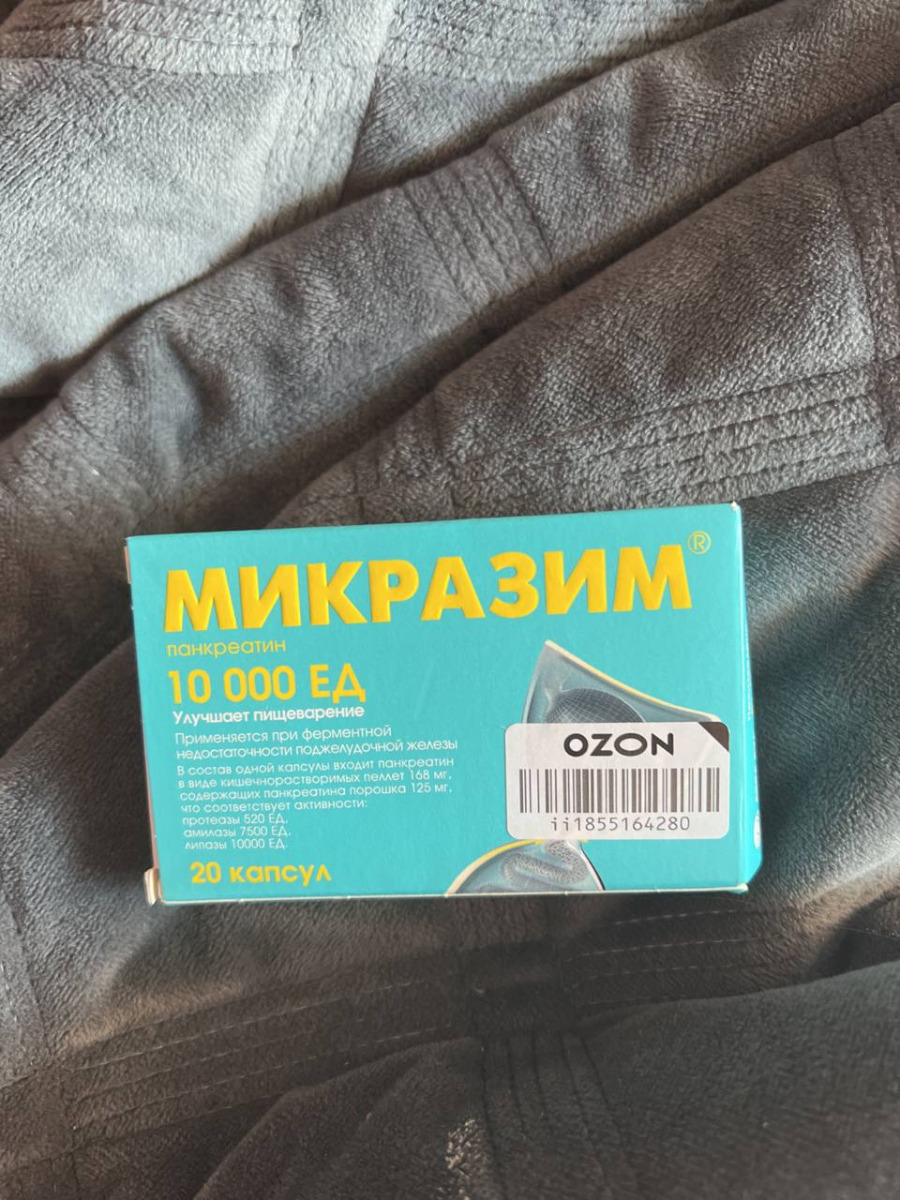 МИКРАЗИМ®
панкреатин
10 000 ЕД
Улучшает пищеварение
Применяется при ферментной
недостаточности поджелудочной железы
В состав одной капсулы входит панкреатин
в виде кишечнорастворимых пеллет 168 мг,
содержащих панкреатина порошка 125 мг,
что соответствует активности:
протеазы 520 ЕД,
амилазы 7500 ЕД,
липазы 10000 ЕД.
20 капсул
OZON
ii1855164280